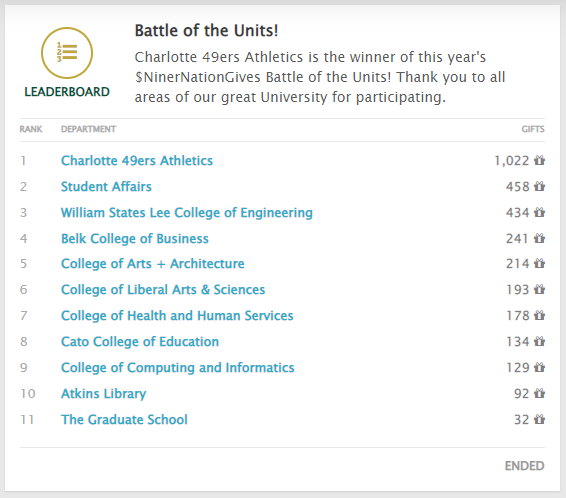 Battle of the Units!
1
2
3
LEADERBOARD
Charlotte 49ers Athletics is the winner of this year's
$NinerNationGives Battle of the Units! Thank you to all
areas of our great University for participating.
RANK DEPARTMENT GIFTS
1 Charlotte 49ers Athletics 1,022
2 Student Affairs 458
3 William States Lee College of Engineering 434
4 Belk College of Business 241
5 College of Arts + Architecture 214
6 College of Liberal Arts & Sciences 193
7 College of Health and Human Services 178
8 Cato College of Education 134
9 College of Computing and Informatics 129
10 Atkins Library 92
11 The Graduate School 32
ENDED